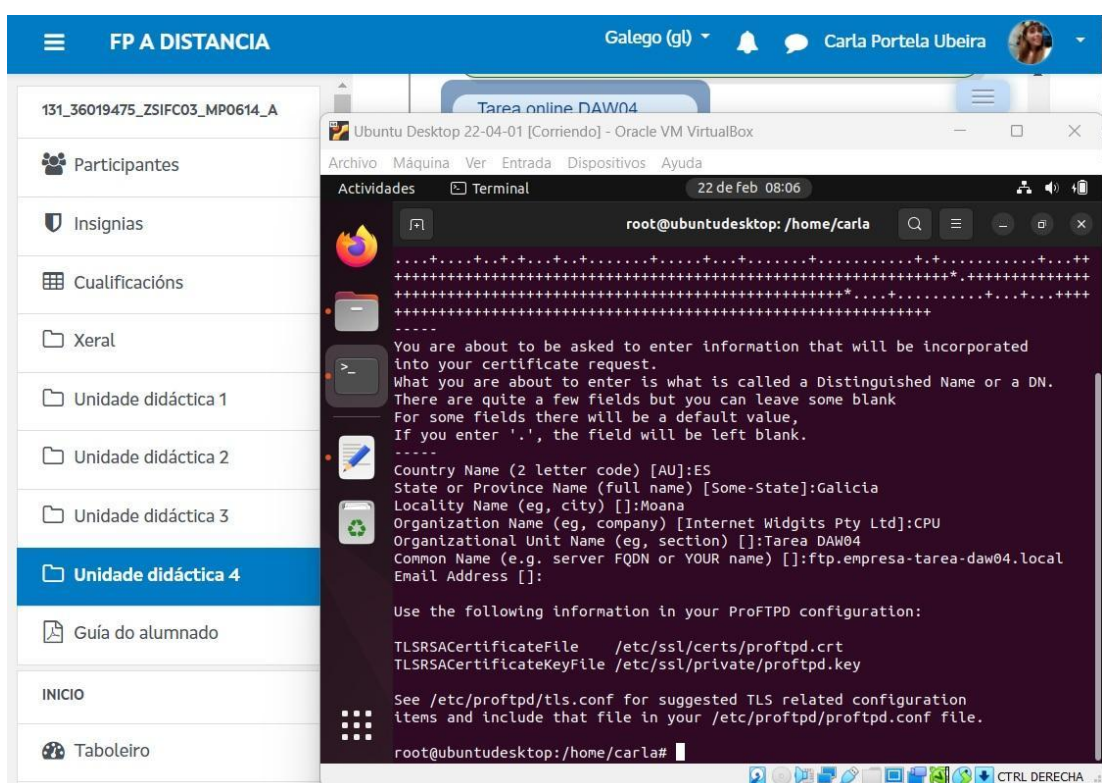 FP A DISTANCIA
Galego (gl)
Carla Portela Ubeira
131_36019475_ZSIFC03_MP0614_A
Participantes
Insignias
Cualificacións
Xeral
Unidade didáctica 1
Unidade didáctica 2
Unidade didáctica 3
Unidade didáctica 4
Guía do alumnado
INICIO
Taboleiro
Tarea online DAW04
Ubuntu Desktop 22-04-01 [Corriendo] - Oracle VM VirtualBox
Archivo Máquina Ver Entrada Dispositivos Ayuda
Actividades Terminal 22 de feb 08:06
root@ubuntudesktop: /home/carla
....+....+..+.+...+..+.......+.....+...+.......+...........+.+...........+...++
++++++++++++++++++++++++++++++++++++++++++++++++++++++++++++++*.++++++++++++++
++++++++++++++++++++++++++++++++++++++++++++++++++*....+..........+...+...++++
++++++++++++++++++++++++++++++++++++++++++++++++++++++++++++
-----
You are about to be asked to enter information that will be incorporated
into your certificate request.
What you are about to enter is what is called a Distinguished Name or a DN.
There are quite a few fields but you can leave some blank
For some fields there will be a default value,
If you enter '.', the field will be left blank.
-----
Country Name (2 letter code) [AU]:ES
State or Province Name (full name) [Some-State]:Galicia
Locality Name (eg, city) []:Moana
Organization Name (eg, company) [Internet Widgits Pty Ltd]:CPU
Organizational Unit Name (eg, section) []:Tarea DAW04
Common Name (e.g. server FQDN or YOUR name) []:ftp.empresa-tarea-daw04.local
Email Address []:
Use the following information in your ProFTPD configuration:
TLSRSACertificateFile /etc/ssl/certs/proftpd.crt
TLSRSACertificateKeyFile /etc/ssl/private/proftpd.key
See /etc/proftpd/tls.conf for suggested TLS related configuration
items and include that file in your /etc/proftpd/proftpd.conf file.
root@ubuntudesktop:/home/carla#
CTRL DERECHA